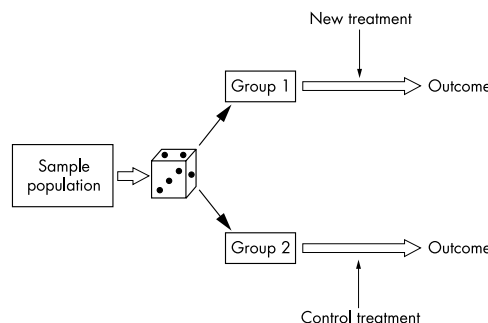 New treatment
Group 1
Outcome
Sample
population
Group 2
Outcome
Control treatment